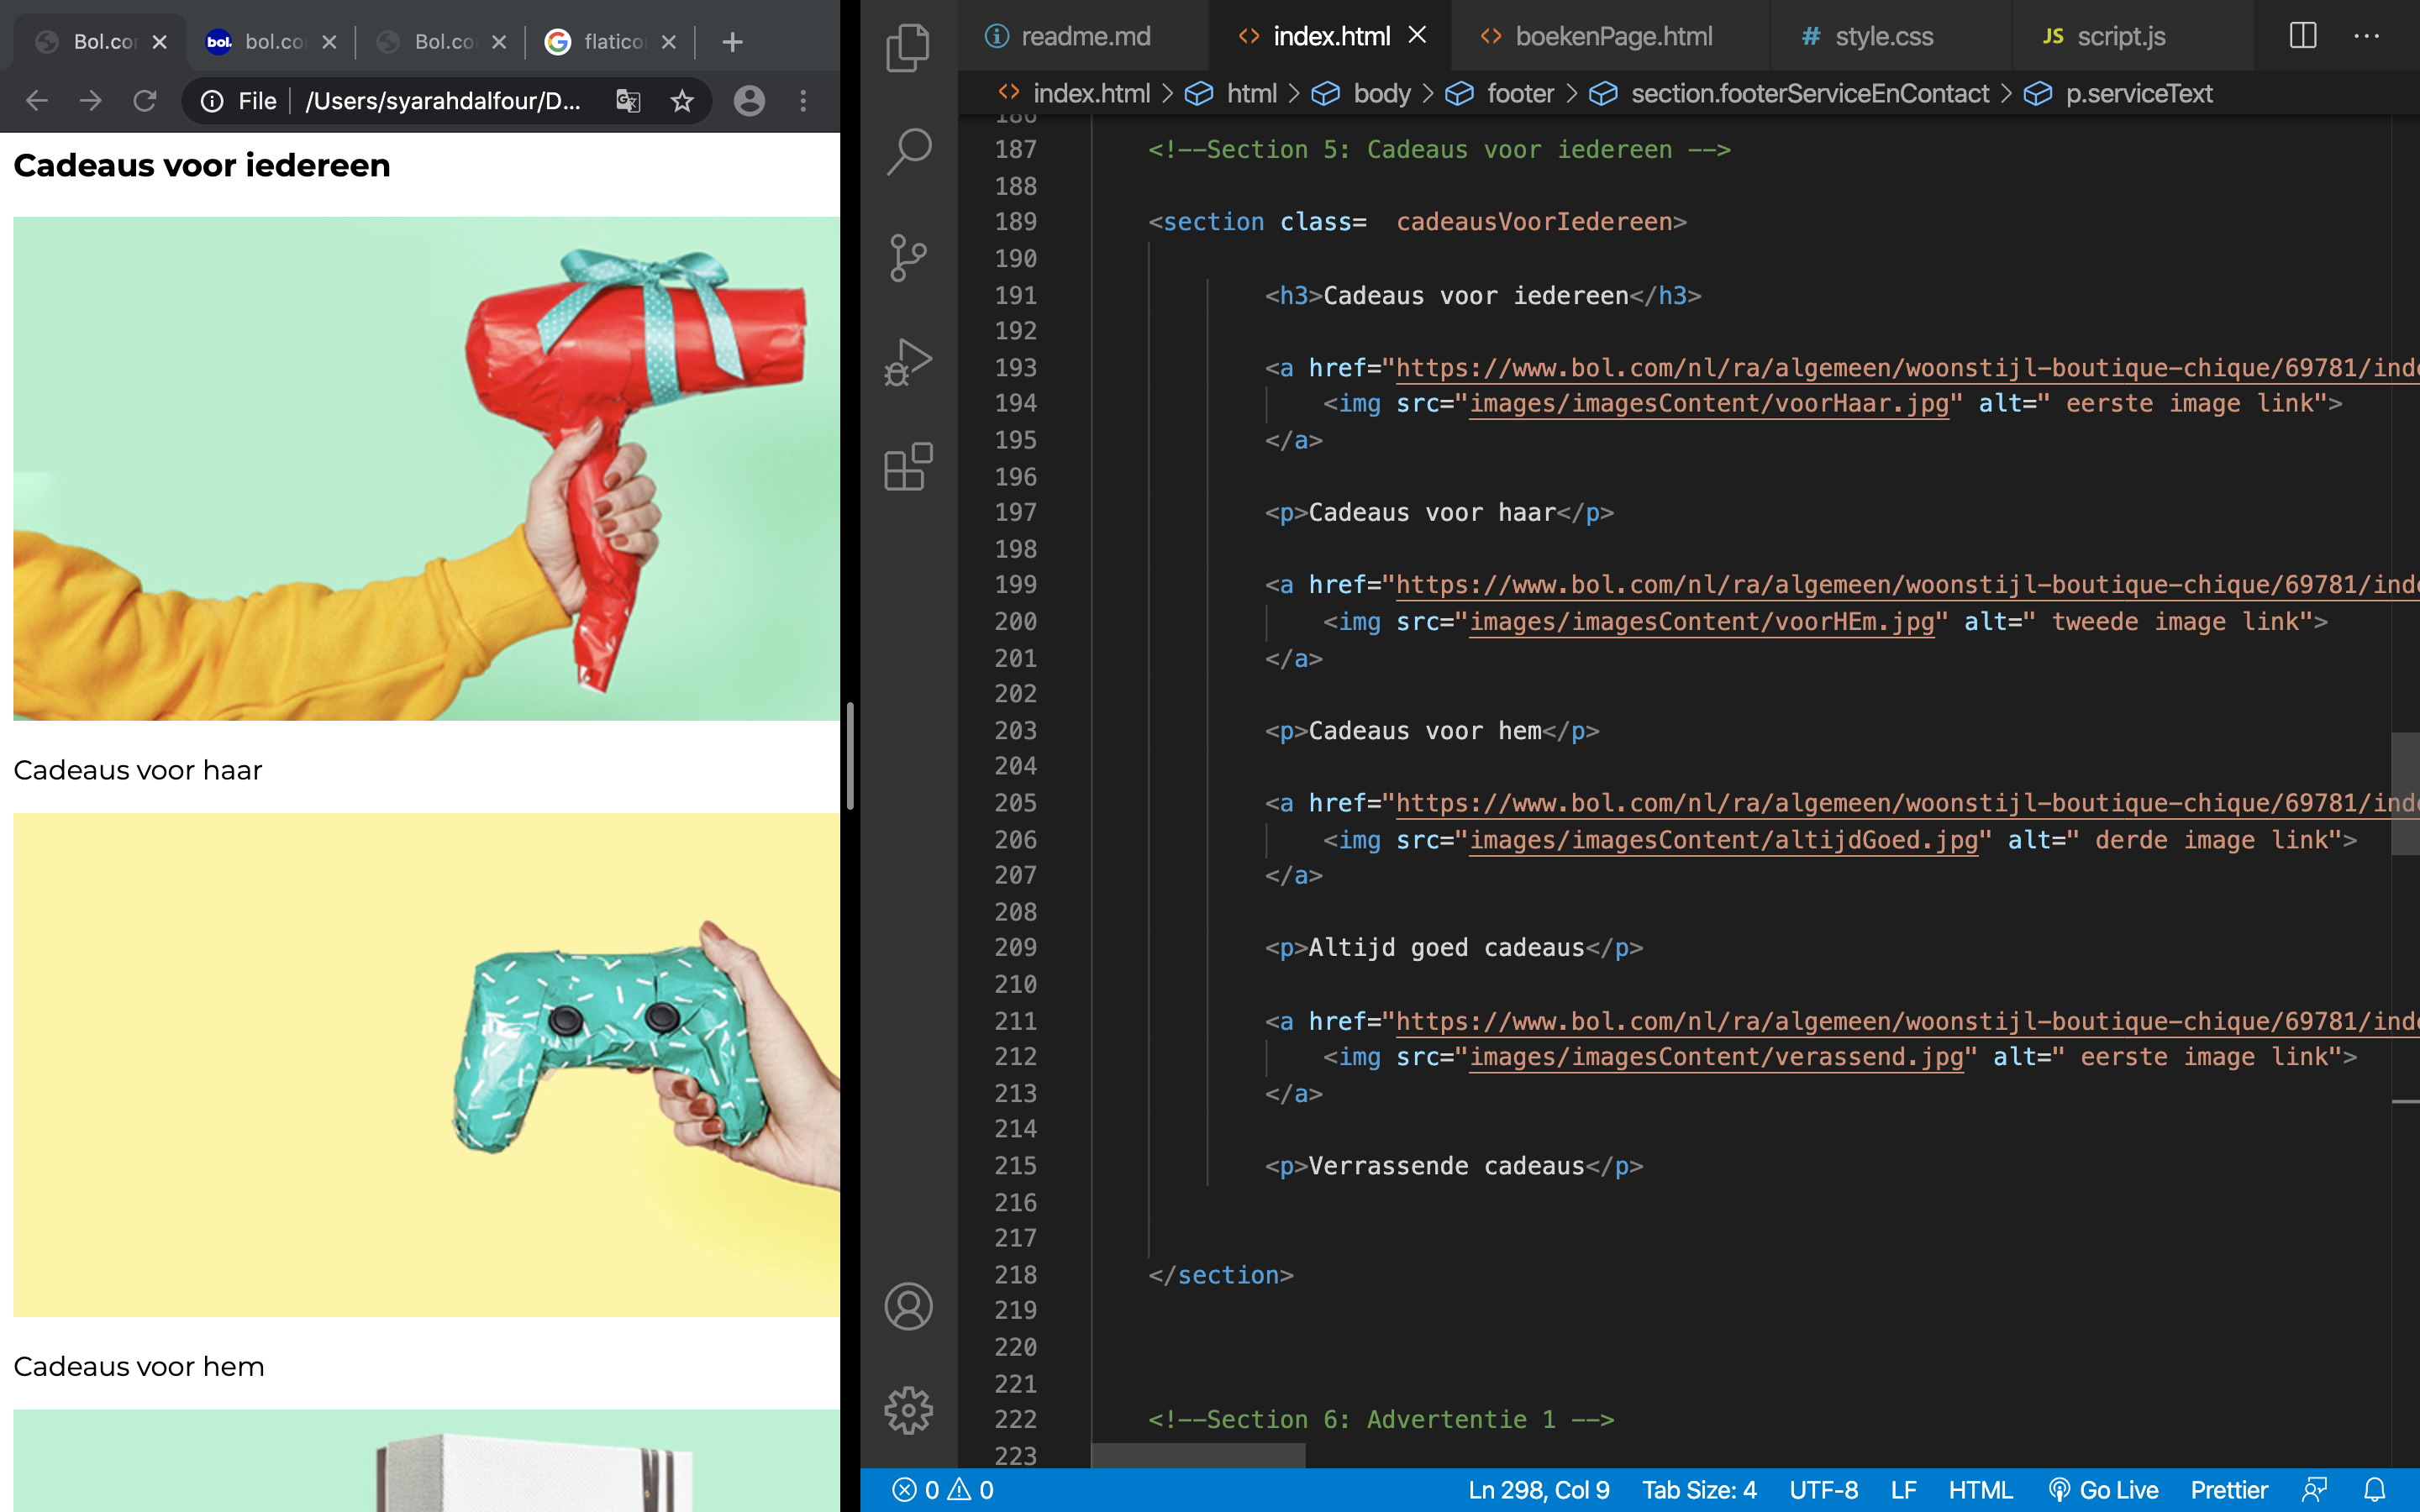 Bol.co
bol.co
Bol.co
flatico
File
/Users/syarahdalfour/D...
Cadeaus voor iedereen
Cadeaus voor haar
Cadeaus voor hem
readme.md
index.html
boekenPage.html
# style.css
JS script.js
index.html > html > body > footer > section.footerServiceEnContact > p.serviceText
186
187 <!--Section 5: Cadeaus voor iedereen -->
188
189 <section class=  cadeausVoorIedereen>
190
191 <h3>Cadeaus voor iedereen</h3>
192
193 <a href="https://www.bol.com/nl/ra/algemeen/woonstijl-boutique-chique/69781/inde
194 <img src="images/imagesContent/voorHaar.jpg" alt=" eerste image link">
195 </a>
196
197 <p>Cadeaus voor haar</p>
198
199 <a href="https://www.bol.com/nl/ra/algemeen/woonstijl-boutique-chique/69781/inde
200 <img src="images/imagesContent/voorHEm.jpg" alt=" tweede image link">
201 </a>
202
203 <p>Cadeaus voor hem</p>
204
205 <a href="https://www.bol.com/nl/ra/algemeen/woonstijl-boutique-chique/69781/inde
206 <img src="images/imagesContent/altijdGoed.jpg" alt=" derde image link">
207 </a>
208
209 <p>Altijd goed cadeaus</p>
210
211 <a href="https://www.bol.com/nl/ra/algemeen/woonstijl-boutique-chique/69781/inde
212 <img src="images/imagesContent/verassend.jpg" alt=" eerste image link">
213 </a>
214
215 <p>Verrassende cadeaus</p>
216
217
218 </section>
219
220
221
222 <!--Section 6: Advertentie 1 -->
223
0 0
Ln 298, Col 9
Tab Size: 4
UTF-8
LF
HTML
Go Live
Prettier